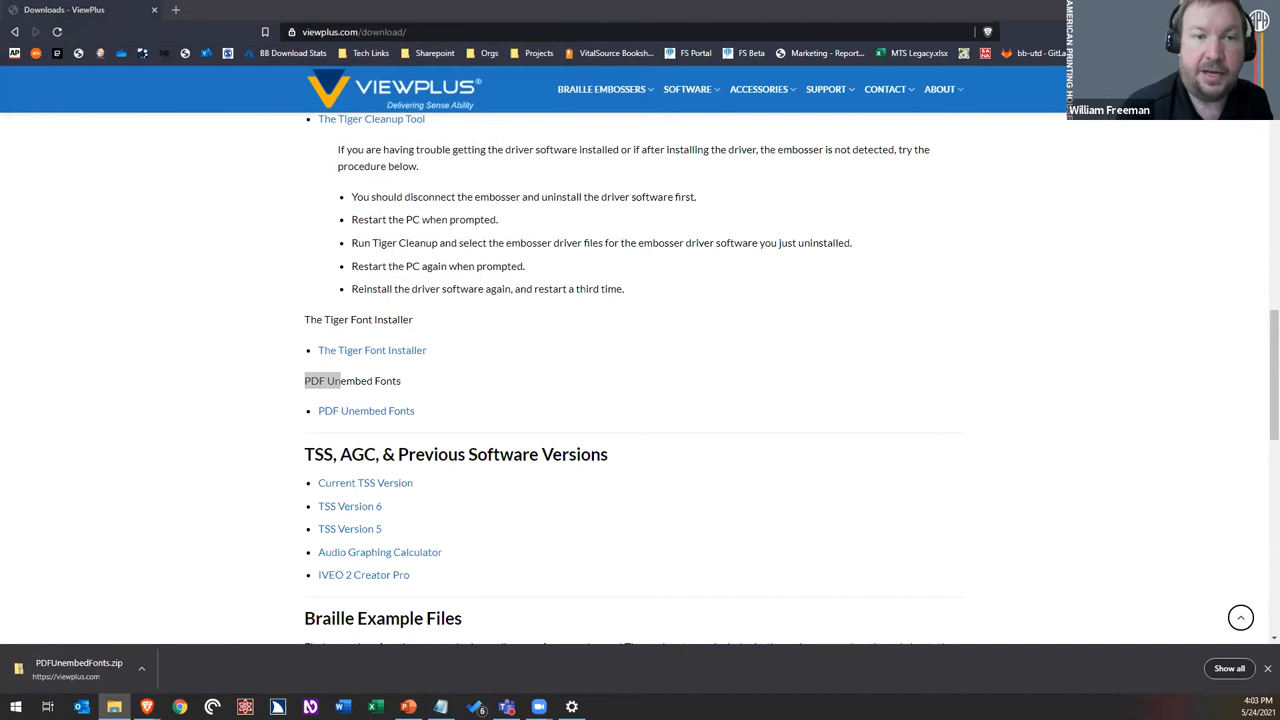 Downloads - ViewPlus
viewplus.com/download/
BB Download Stats
Tech Links
Sharepoint
Orgs
Projects
VitalSource Booksh...
FS Portal
FS Beta
Marketing - Report...
MTS Legacy.xlsx
bb-utd · GitLa
AMERICAN PRINTING HOUS
VIEWPLUS®
Delivering Sense Ability
BRAILLE EMBOSSERS
SOFTWARE
ACCESSORIES
SUPPORT
CONTACT
ABOUT
William Freeman
• The Tiger Cleanup Tool
If you are having trouble getting the driver software installed or if after installing the driver, the embosser is not detected, try the
procedure below.
• You should disconnect the embosser and uninstall the driver software first.
• Restart the PC when prompted.
• Run Tiger Cleanup and select the embosser driver files for the embosser driver software you just uninstalled.
• Restart the PC again when prompted.
• Reinstall the driver software again, and restart a third time.
The Tiger Font Installer
• The Tiger Font Installer
PDF Unembed Fonts
• PDF Unembed Fonts
TSS, AGC, & Previous Software Versions
• Current TSS Version
• TSS Version 6
• TSS Version 5
• Audio Graphing Calculator
• IVEO 2 Creator Pro
Braille Example Files
PDFUnembedFonts.zip
https://viewplus.com
Show all
4:03 PM
5/24/2021